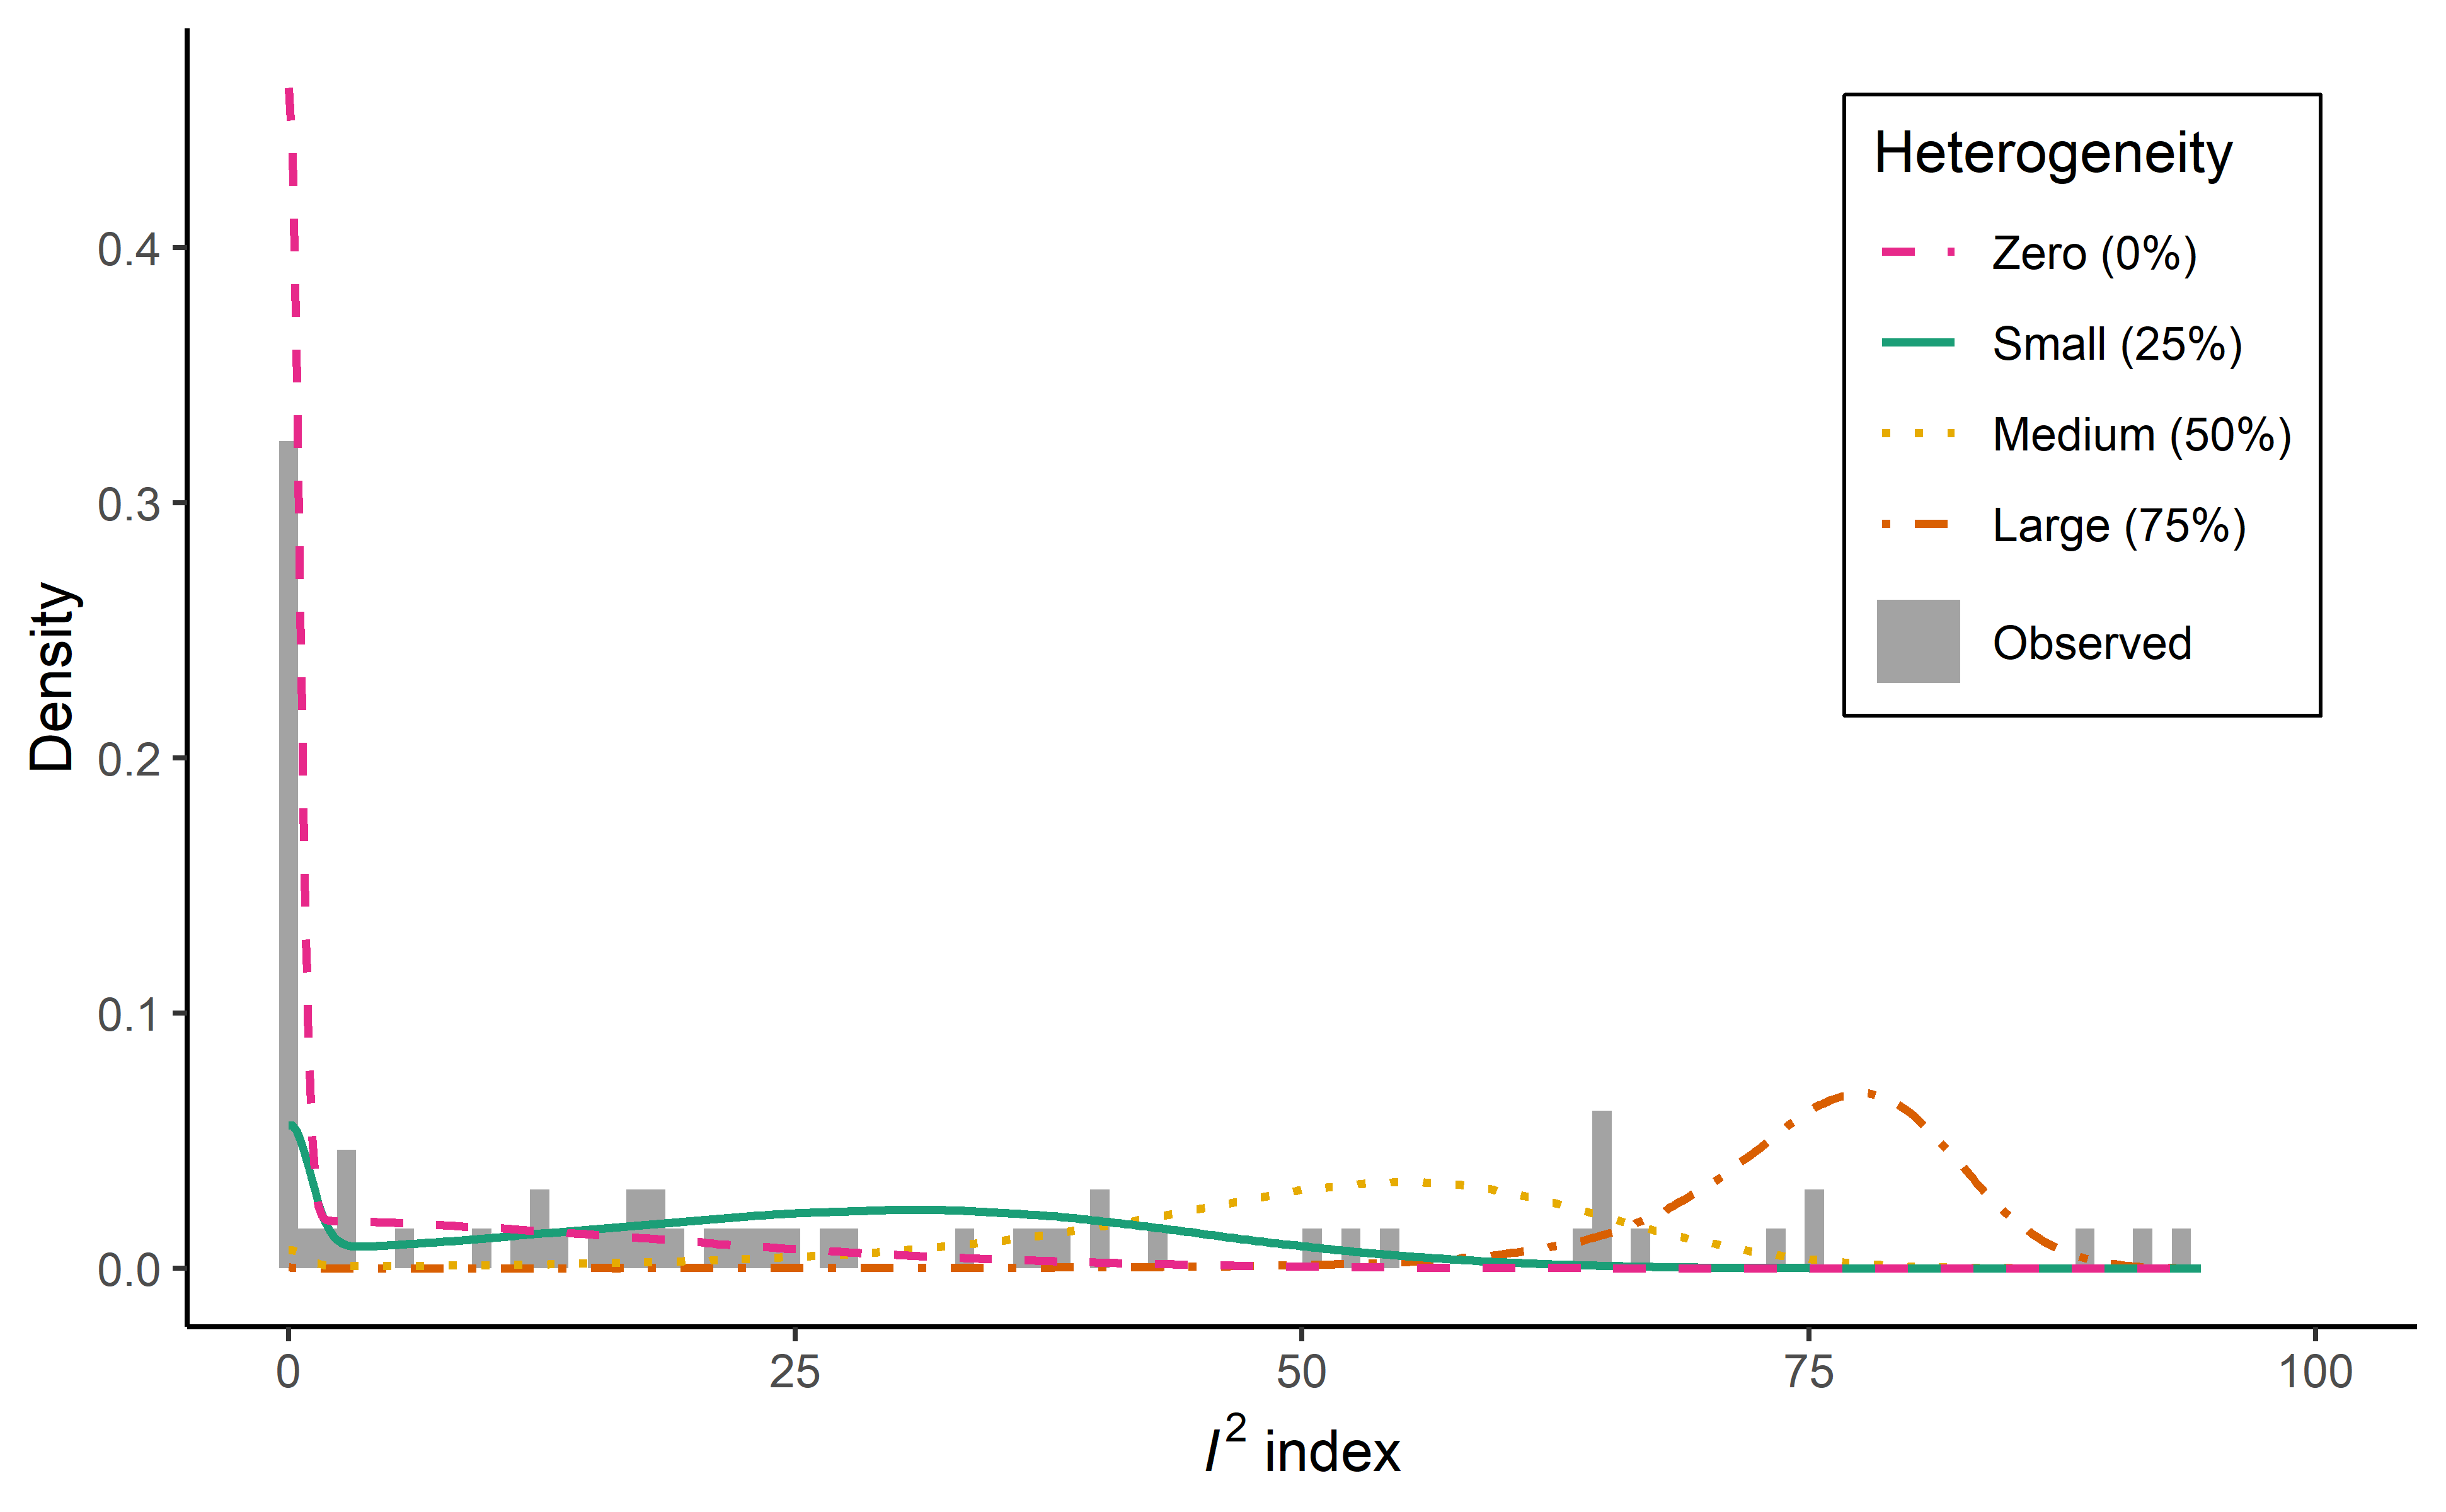 Heterogeneity
Zero (0%)
Small (25%)
Medium (50%)
Large (75%)
Observed
Density
0.4
0.3
0.2
0.1
0.0
0 25 50 75 100
I² index